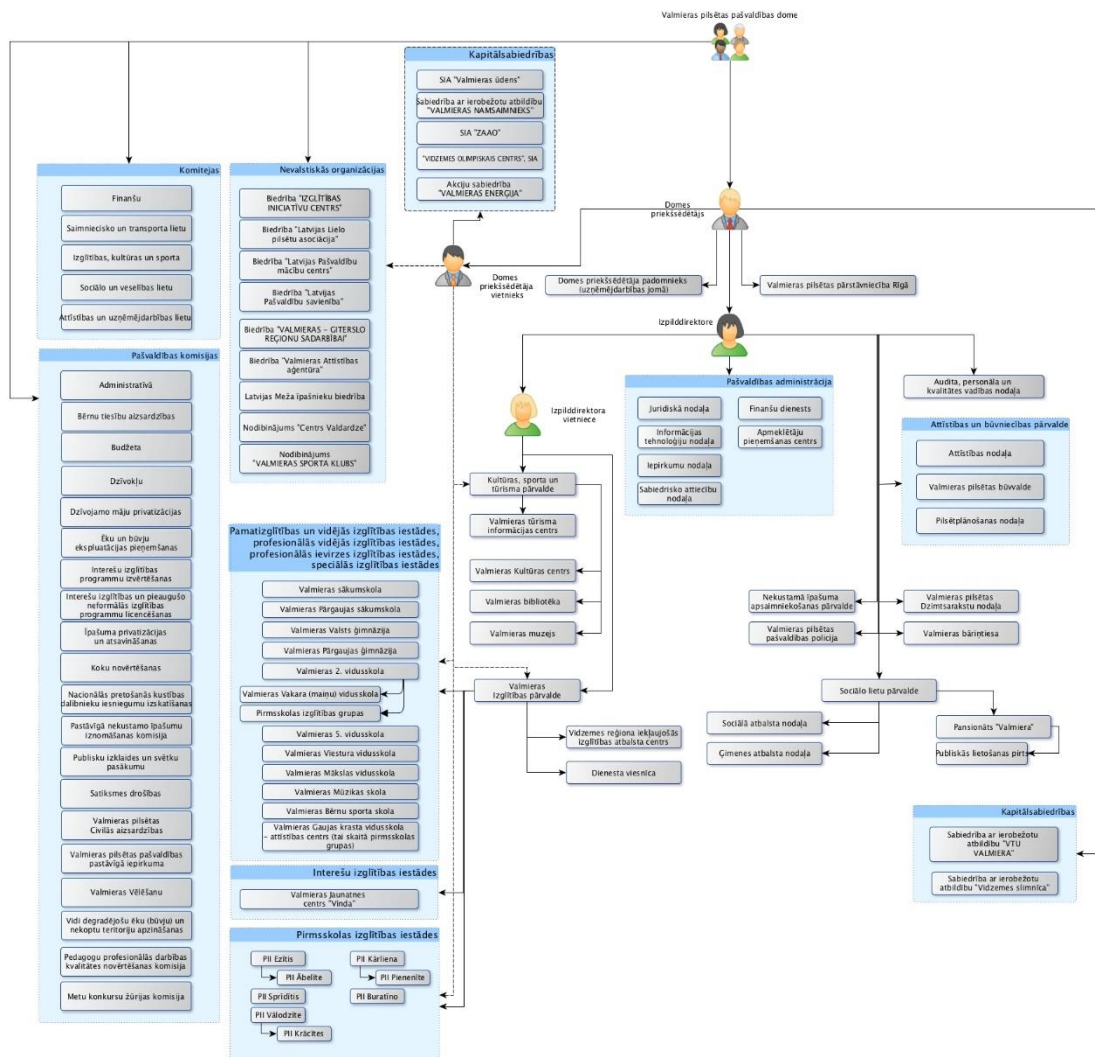 Valmieras pilsētas pašvaldības dome
Kapitālsabiedrības
SIA "Valmieras ūdens"
Sabiedrība ar ierobežotu atbildību
"VALMIERAS NAMSAIMNIEKS"
SIA "ZAAO"
"VIDZEMES OLIMPISKAIS CENTRS", SIA
Akciju sabiedrība
"VALMIERAS ENERĢIJA"
Komitejas
Finanšu
Saimniecisko un transporta lietu
Izglītības, kultūras un sporta
Sociālo un veselības lietu
Attīstības un uzņēmējdarbības lietu
Nevalstiskās organizācijas
Biedrība "IZGLĪTĪBAS
INICIATĪVU CENTRS"
Biedrība "Latvijas Lielo
pilsētu asociācija"
Biedrība "Latvijas Pašvaldību
mācību centrs"
Biedrība "Latvijas
Pašvaldību savienība"
Biedrība "VALMIERAS – GITERSLO
REĢIONU SADARBĪBAI"
Biedrība "Valmieras Attīstības
aģentūra"
Latvijas Meža īpašnieku biedrība
Nodibinājums "Centrs Valdardze"
Nodibinājums
"VALMIERAS SPORTA KLUBS"
Domes
priekšsēdētājs
Domes
priekšsēdētāja
vietnieks
Domes priekšsēdētāja padomnieks
(uzņēmējdarbības jomā)
Valmieras pilsētas pārstāvniecība Rīgā
Izpilddirektore
Pašvaldības komisijas
Administratīvā
Bērnu tiesību aizsardzības
Budžeta
Dzīvokļu
Dzīvojamo māju privatizācijas
Ēku un būvju
ekspluatācijas pieņemšanas
Interešu izglītības
programmu izvērtēšanas
Interešu izglītības un pieaugušo
neformālās izglītības
programmu licencēšanas
Īpašuma privatizācijas
un atsavināšanas
Koku novērtēšanas
Nacionālās pretošanās kustības
dalībnieku iesniegumu izskatīšanas
Pastāvīgā nekustamo īpašumu
iznomāšanas komisija
Publisku izklaides un svētku
pasākumu
Satiksmes drošības
Valmieras pilsētas
Civilās aizsardzības
Valmieras pilsētas pašvaldības
pastāvīgā iepirkuma
Valmieras Vēlēšanu
Vidi degradējošu ēku (būvju) un
nekoptu teritoriju apzināšanas
Pedagogu profesionālās darbības
kvalitātes novērtēšanas komisija
Metu konkursu žūrijas komisija
Izpilddirektora
vietniece
Pašvaldības administrācija
Juridiskā nodaļa
Finanšu dienests
Informācijas
tehnoloģiju nodaļa
Apmeklētāju
pieņemšanas centrs
Iepirkumu nodaļa
Sabiedrisko attiecību
nodaļa
Audita, personāla un
kvalitātes vadības nodaļa
Attīstības un būvniecības pārvalde
Attīstības nodaļa
Valmieras pilsētas būvvalde
Pilsētplānošanas nodaļa
Kultūras, sporta un
tūrisma pārvalde
Valmieras tūrisma
informācijas centrs
Valmieras Kultūras centrs
Valmieras bibliotēka
Valmieras muzejs
Pamatizglītības un vidējās izglītības iestādes,
profesionālās vidējās izglītības iestādes,
profesionālās ievirzes izglītības iestādes,
speciālās izglītības iestādes
Valmieras sākumskola
Valmieras Pārgaujas sākumskola
Valmieras Valsts ģimnāzija
Valmieras Pārgaujas ģimnāzija
Valmieras 2. vidusskola
Valmieras Vakara (maiņu) vidusskola
Pirmsskolas izglītības grupas
Valmieras 5. vidusskola
Valmieras Viestura vidusskola
Valmieras Mākslas vidusskola
Valmieras Mūzikas skola
Valmieras Bērnu sporta skola
Valmieras Gaujas krasta vidusskola
– attīstības centrs (tai skaitā pirmsskolas
grupas)
Valmieras
Izglītības pārvalde
Vidzemes reģiona iekļaujošās
izglītības atbalsta centrs
Dienesta viesnīca
Nekustamā īpašuma
apsaimniekošanas pārvalde
Valmieras pilsētas
Dzimtsarakstu nodaļa
Valmieras pilsētas
pašvaldības policija
Valmieras bāriņtiesa
Sociālo lietu pārvalde
Sociālā atbalsta nodaļa
Ģimenes atbalsta nodaļa
Pansionāts "Valmiera"
Publiskās lietošanas pirts
Kapitālsabiedrības
Sabiedrība ar ierobežotu
atbildību "VTU
VALMIERA"
Sabiedrība ar ierobežotu
atbildību "Vidzemes slimnīca"
Interešu izglītības iestādes
Valmieras Jaunatnes
centrs "Vinda"
Pirmsskolas izglītības iestādes
PII Ezītis
PII Ābelīte
PII Sprīdītis
PII Vālodzīte
PII Krācītes
PII Kārliena
PII Pienenīte
PII Buratīno